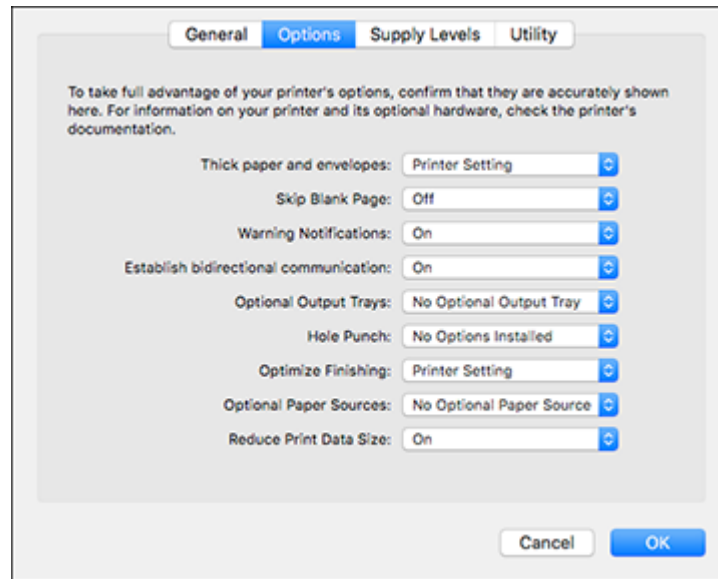 General Options Supply Levels Utility
To take full advantage of your printer's options, confirm that they are accurately shown
here. For information on your printer and its optional hardware, check the printer's
documentation.
Thick paper and envelopes: Printer Setting
Skip Blank Page: Off
Warning Notifications: On
Establish bidirectional communication: On
Optional Output Trays: No Optional Output Tray
Hole Punch: No Options Installed
Optimize Finishing: Printer Setting
Optional Paper Sources: No Optional Paper Source
Reduce Print Data Size: On
Cancel OK